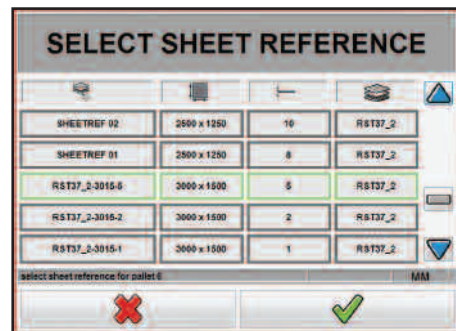 SELECT SHEET REFERENCE
SHEETREF 02 2500 x 1250 10 RST37_2
SHEETREF 01 2500 x 1250 8 RST37_2
RST37_2-3015-5 3000 x 1500 5 RST37_2
RST37_2-3015-2 3000 x 1500 2 RST37_2
RST37_2-3015-1 3000 x 1500 1 RST37_2
select sheet reference for pallet 6 MM